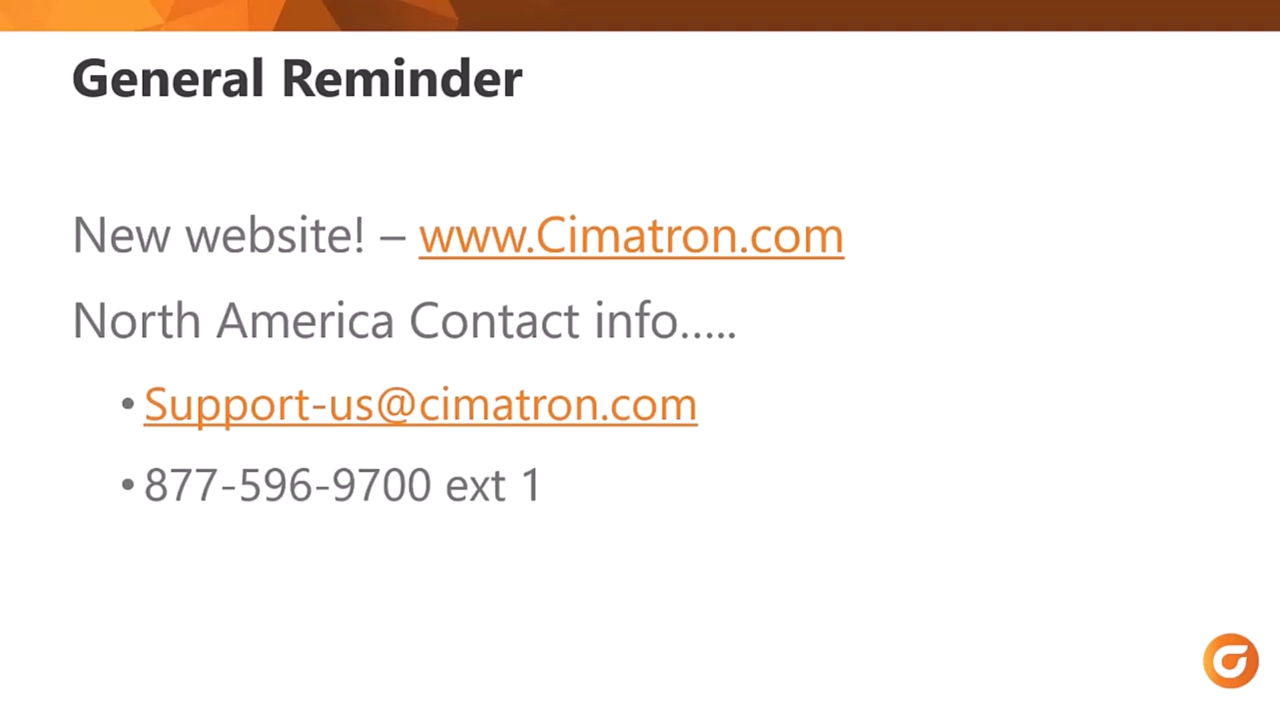 General Reminder
New website! – www.Cimatron.com
North America Contact info…..
•Support-us@cimatron.com
•877-596-9700 ext 1